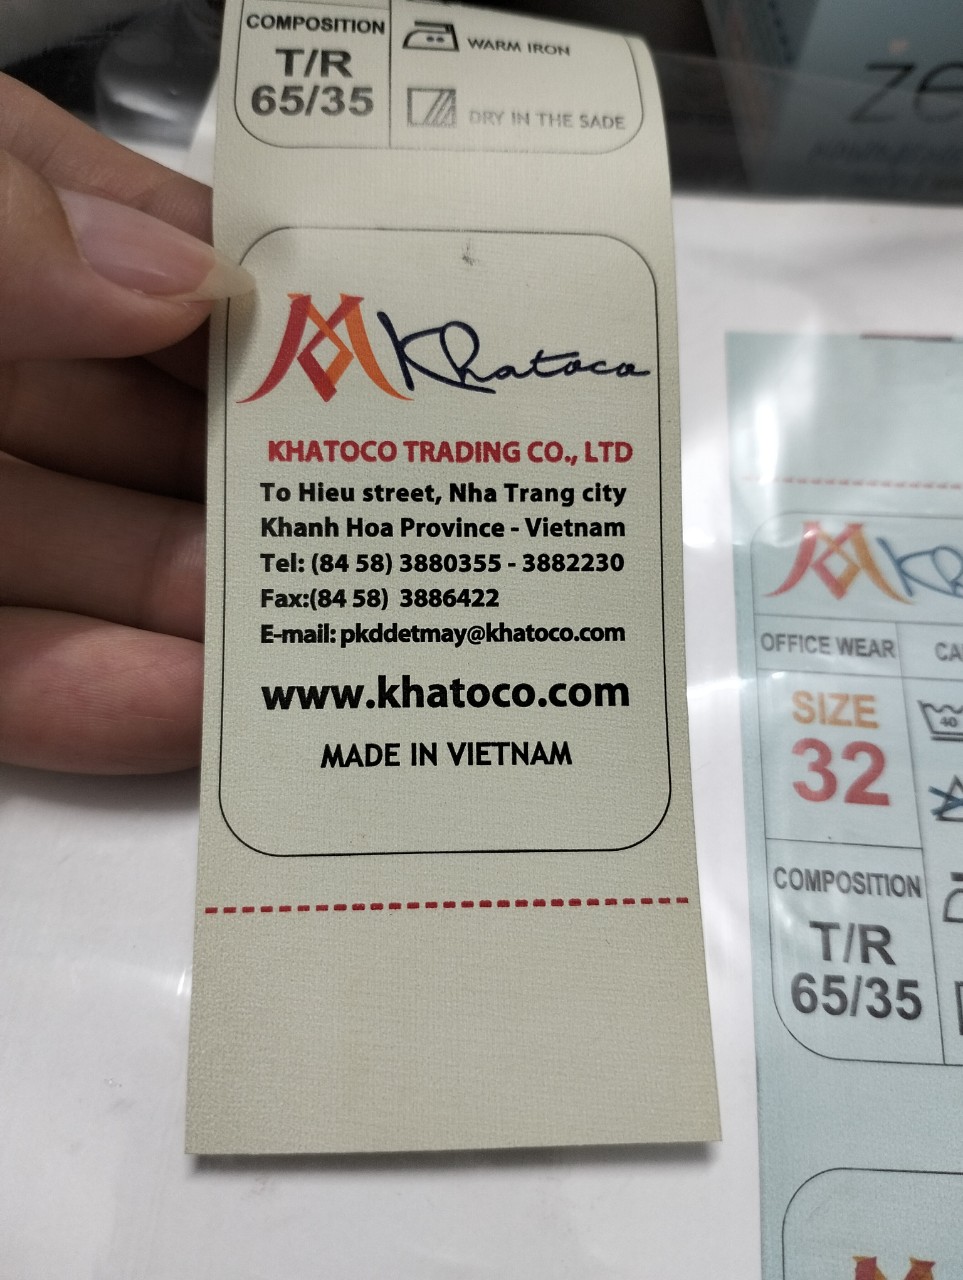 COMPOSITION
T/R
65/35
WARM IRON
DRY IN THE SADE
Khatoco
KHATOCO TRADING CO., LTD
To Hieu street, Nha Trang city
Khanh Hoa Province - Vietnam
Tel: (84 58) 3880355 - 3882230
Fax:(84 58) 3886422
E-mail: pkddetmay@khatoco.com
www.khatoco.com
MADE IN VIETNAM
OFFICE WEAR
SIZE
32
40
COMPOSITION
T/R
65/35